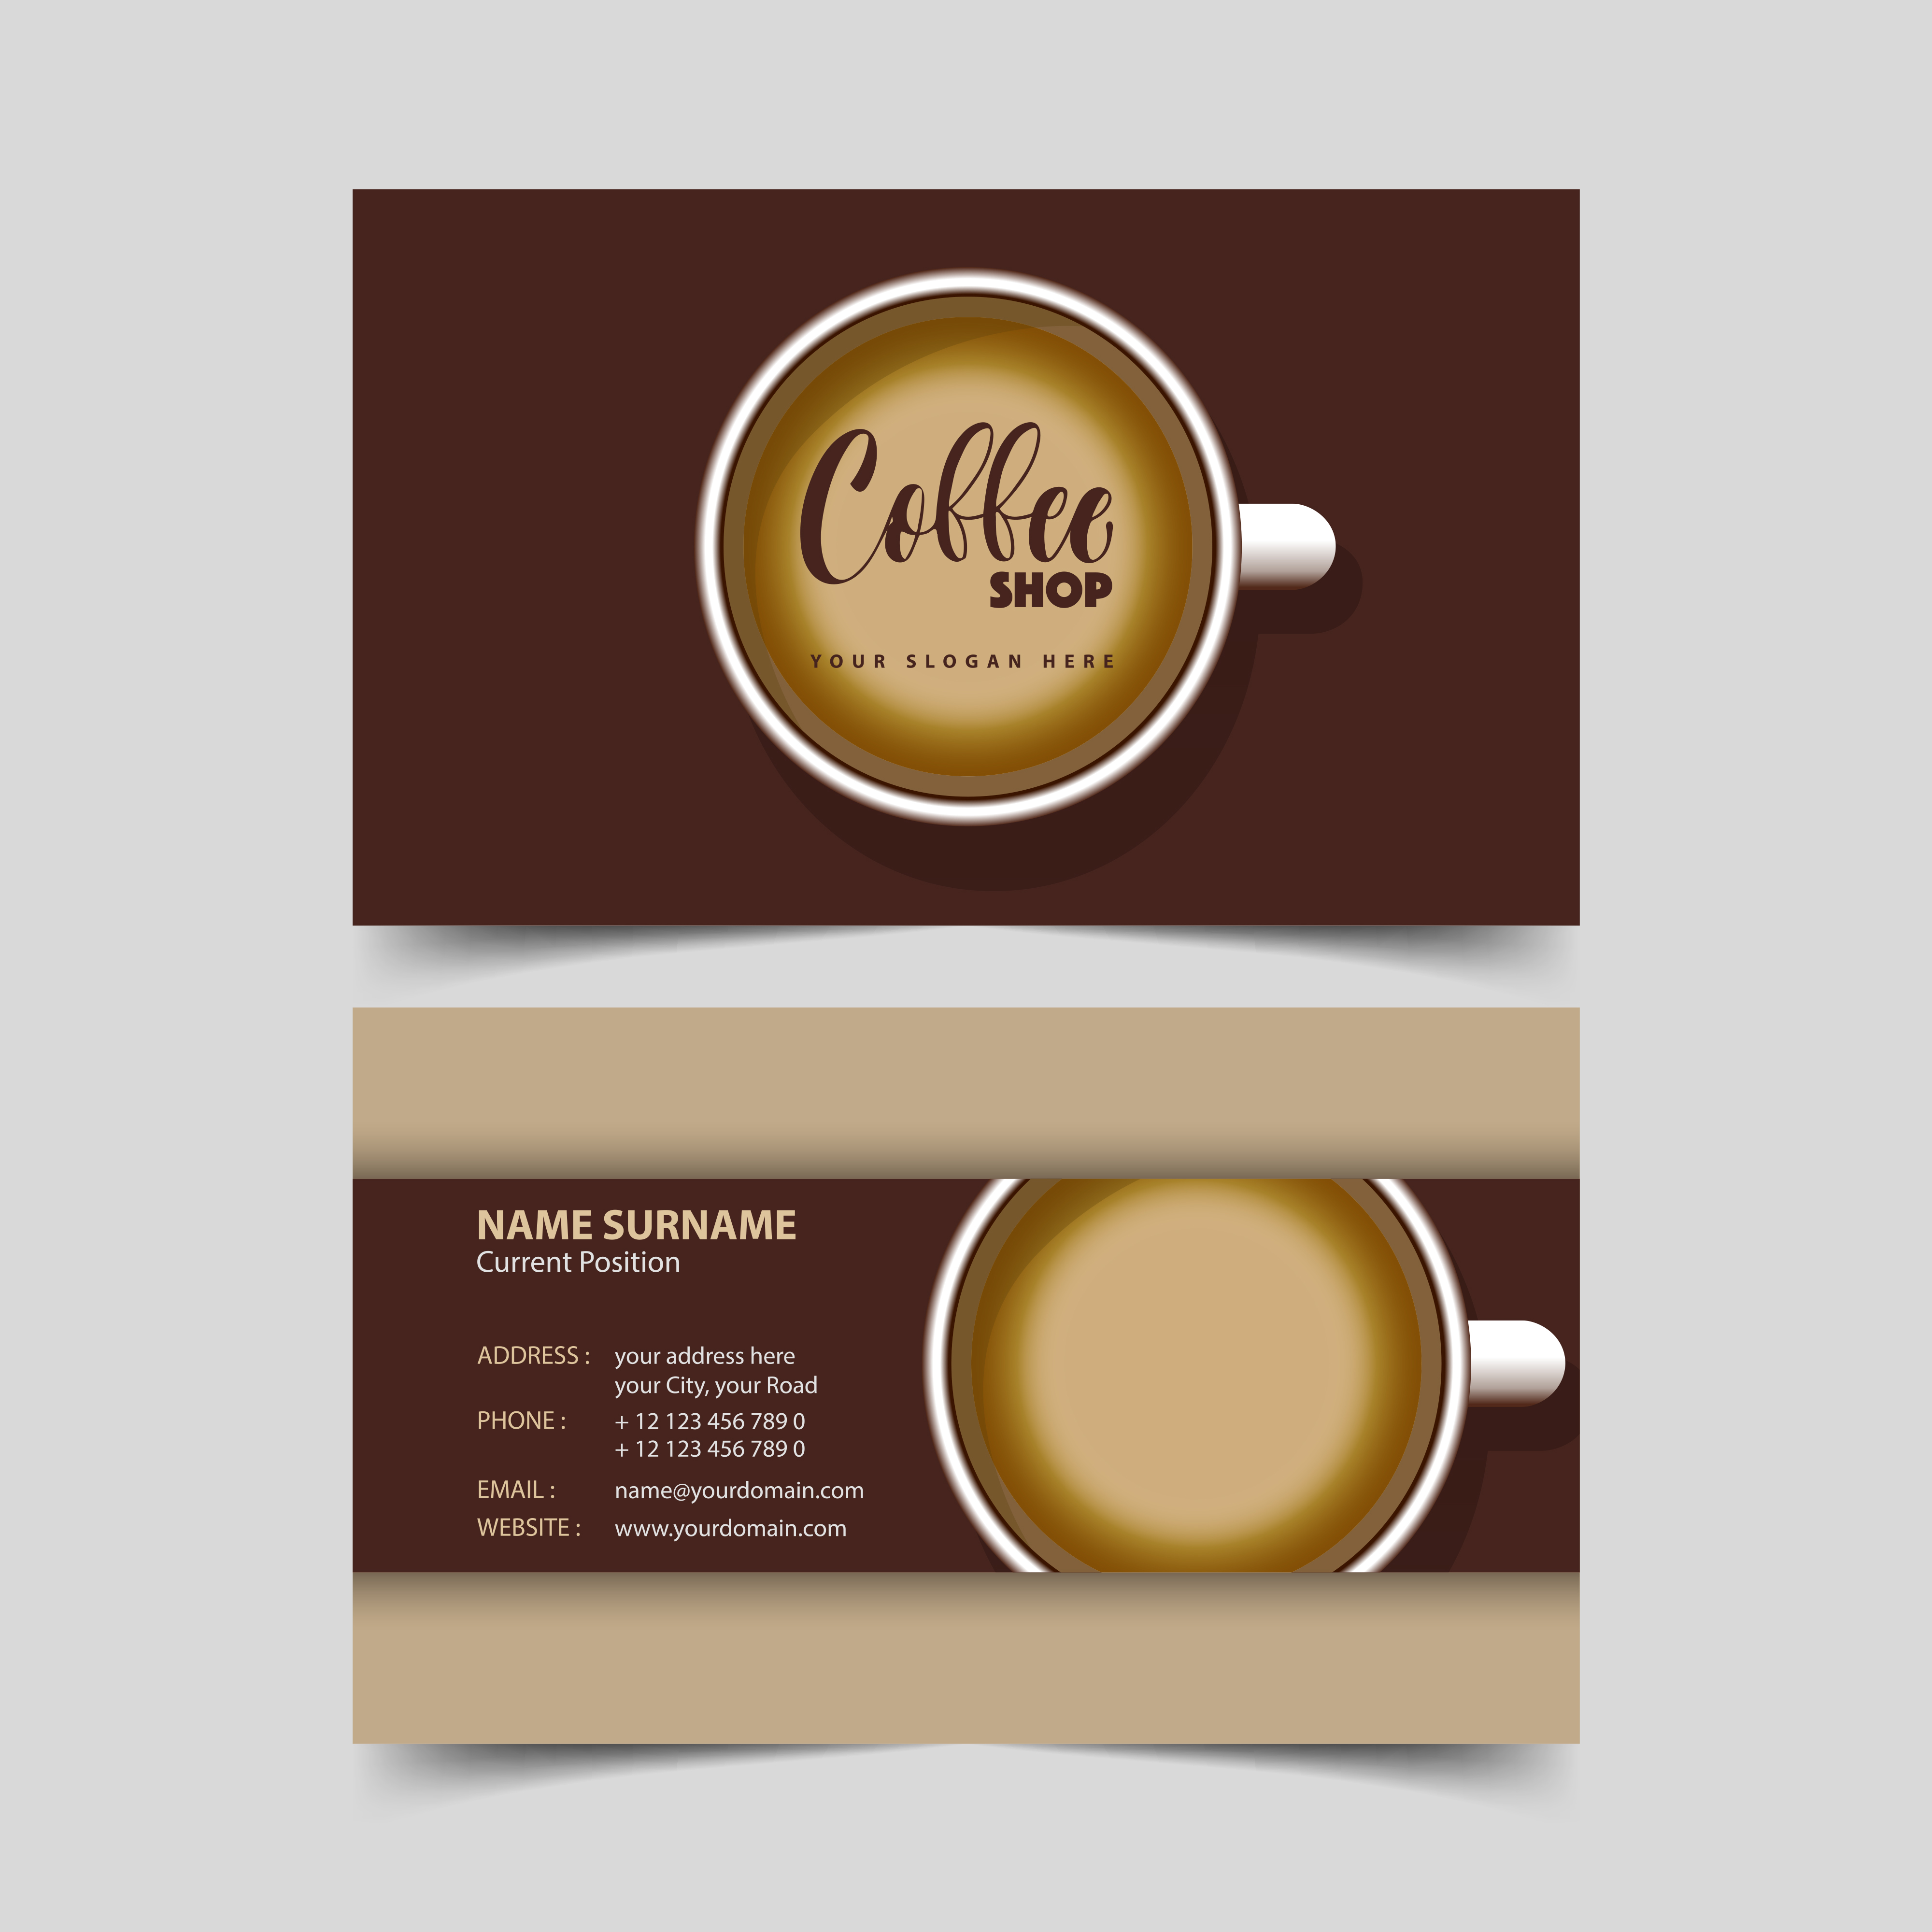 Coffee
SHOP
YOUR SLOGAN HERE
NAME SURNAME
Current Position
ADDRESS : your address here
your City, your Road
PHONE : + 12 123 456 789 0
+ 12 123 456 789 0
EMAIL : name@yourdomain.com
WEBSITE : www.yourdomain.com